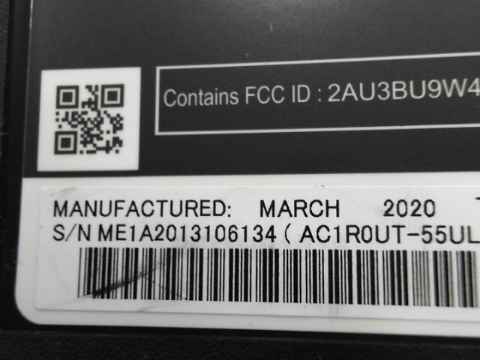 Contains FCC ID : 2AU3BU9W4
MANUFACTURED: MARCH 2020
S/N ME1A2013106134 ( AC1R0UT-55UL